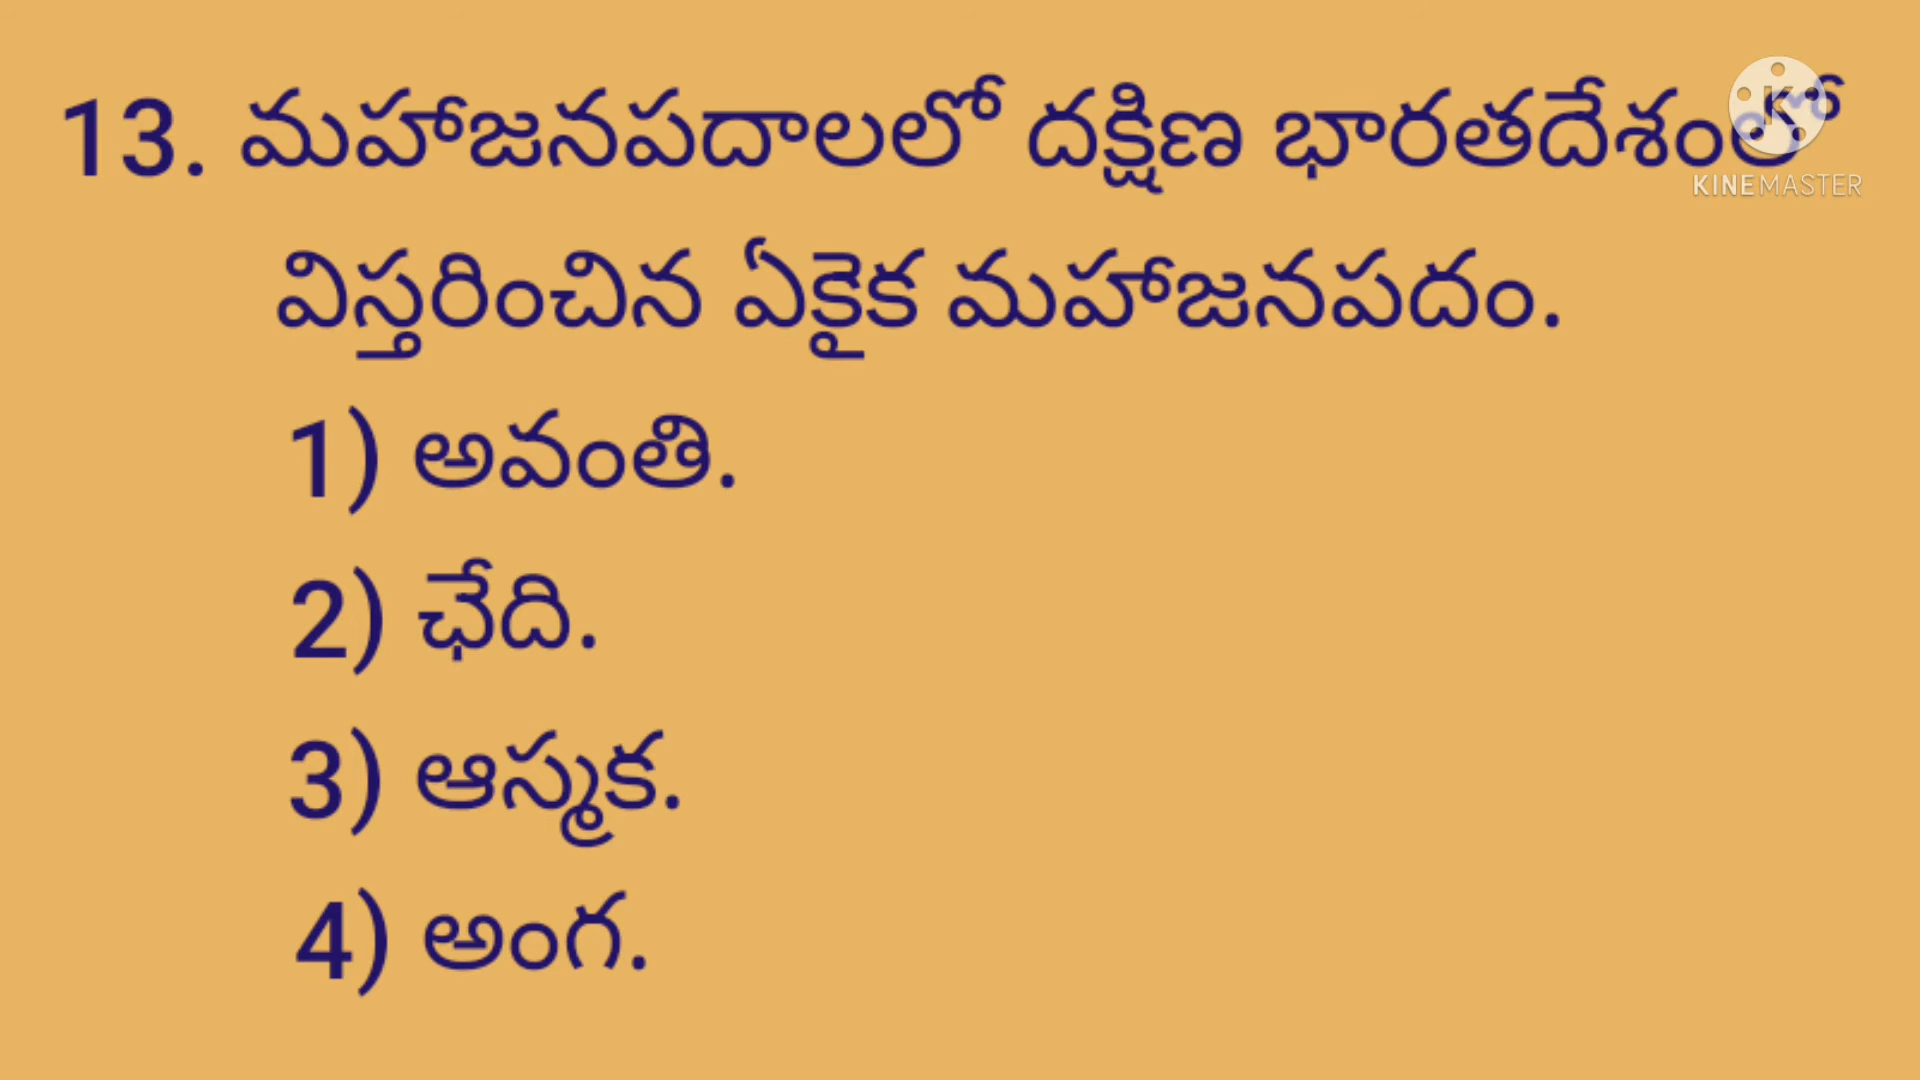 13. మహాజనపదాలలో దక్షిణ భారతదేశంలో
KINEMASTER
విస్తరించిన ఏకైక మహాజనపదం.
1) అవంతి.
2) ఛేది.
3) ఆస్మక.
4) అంగ.